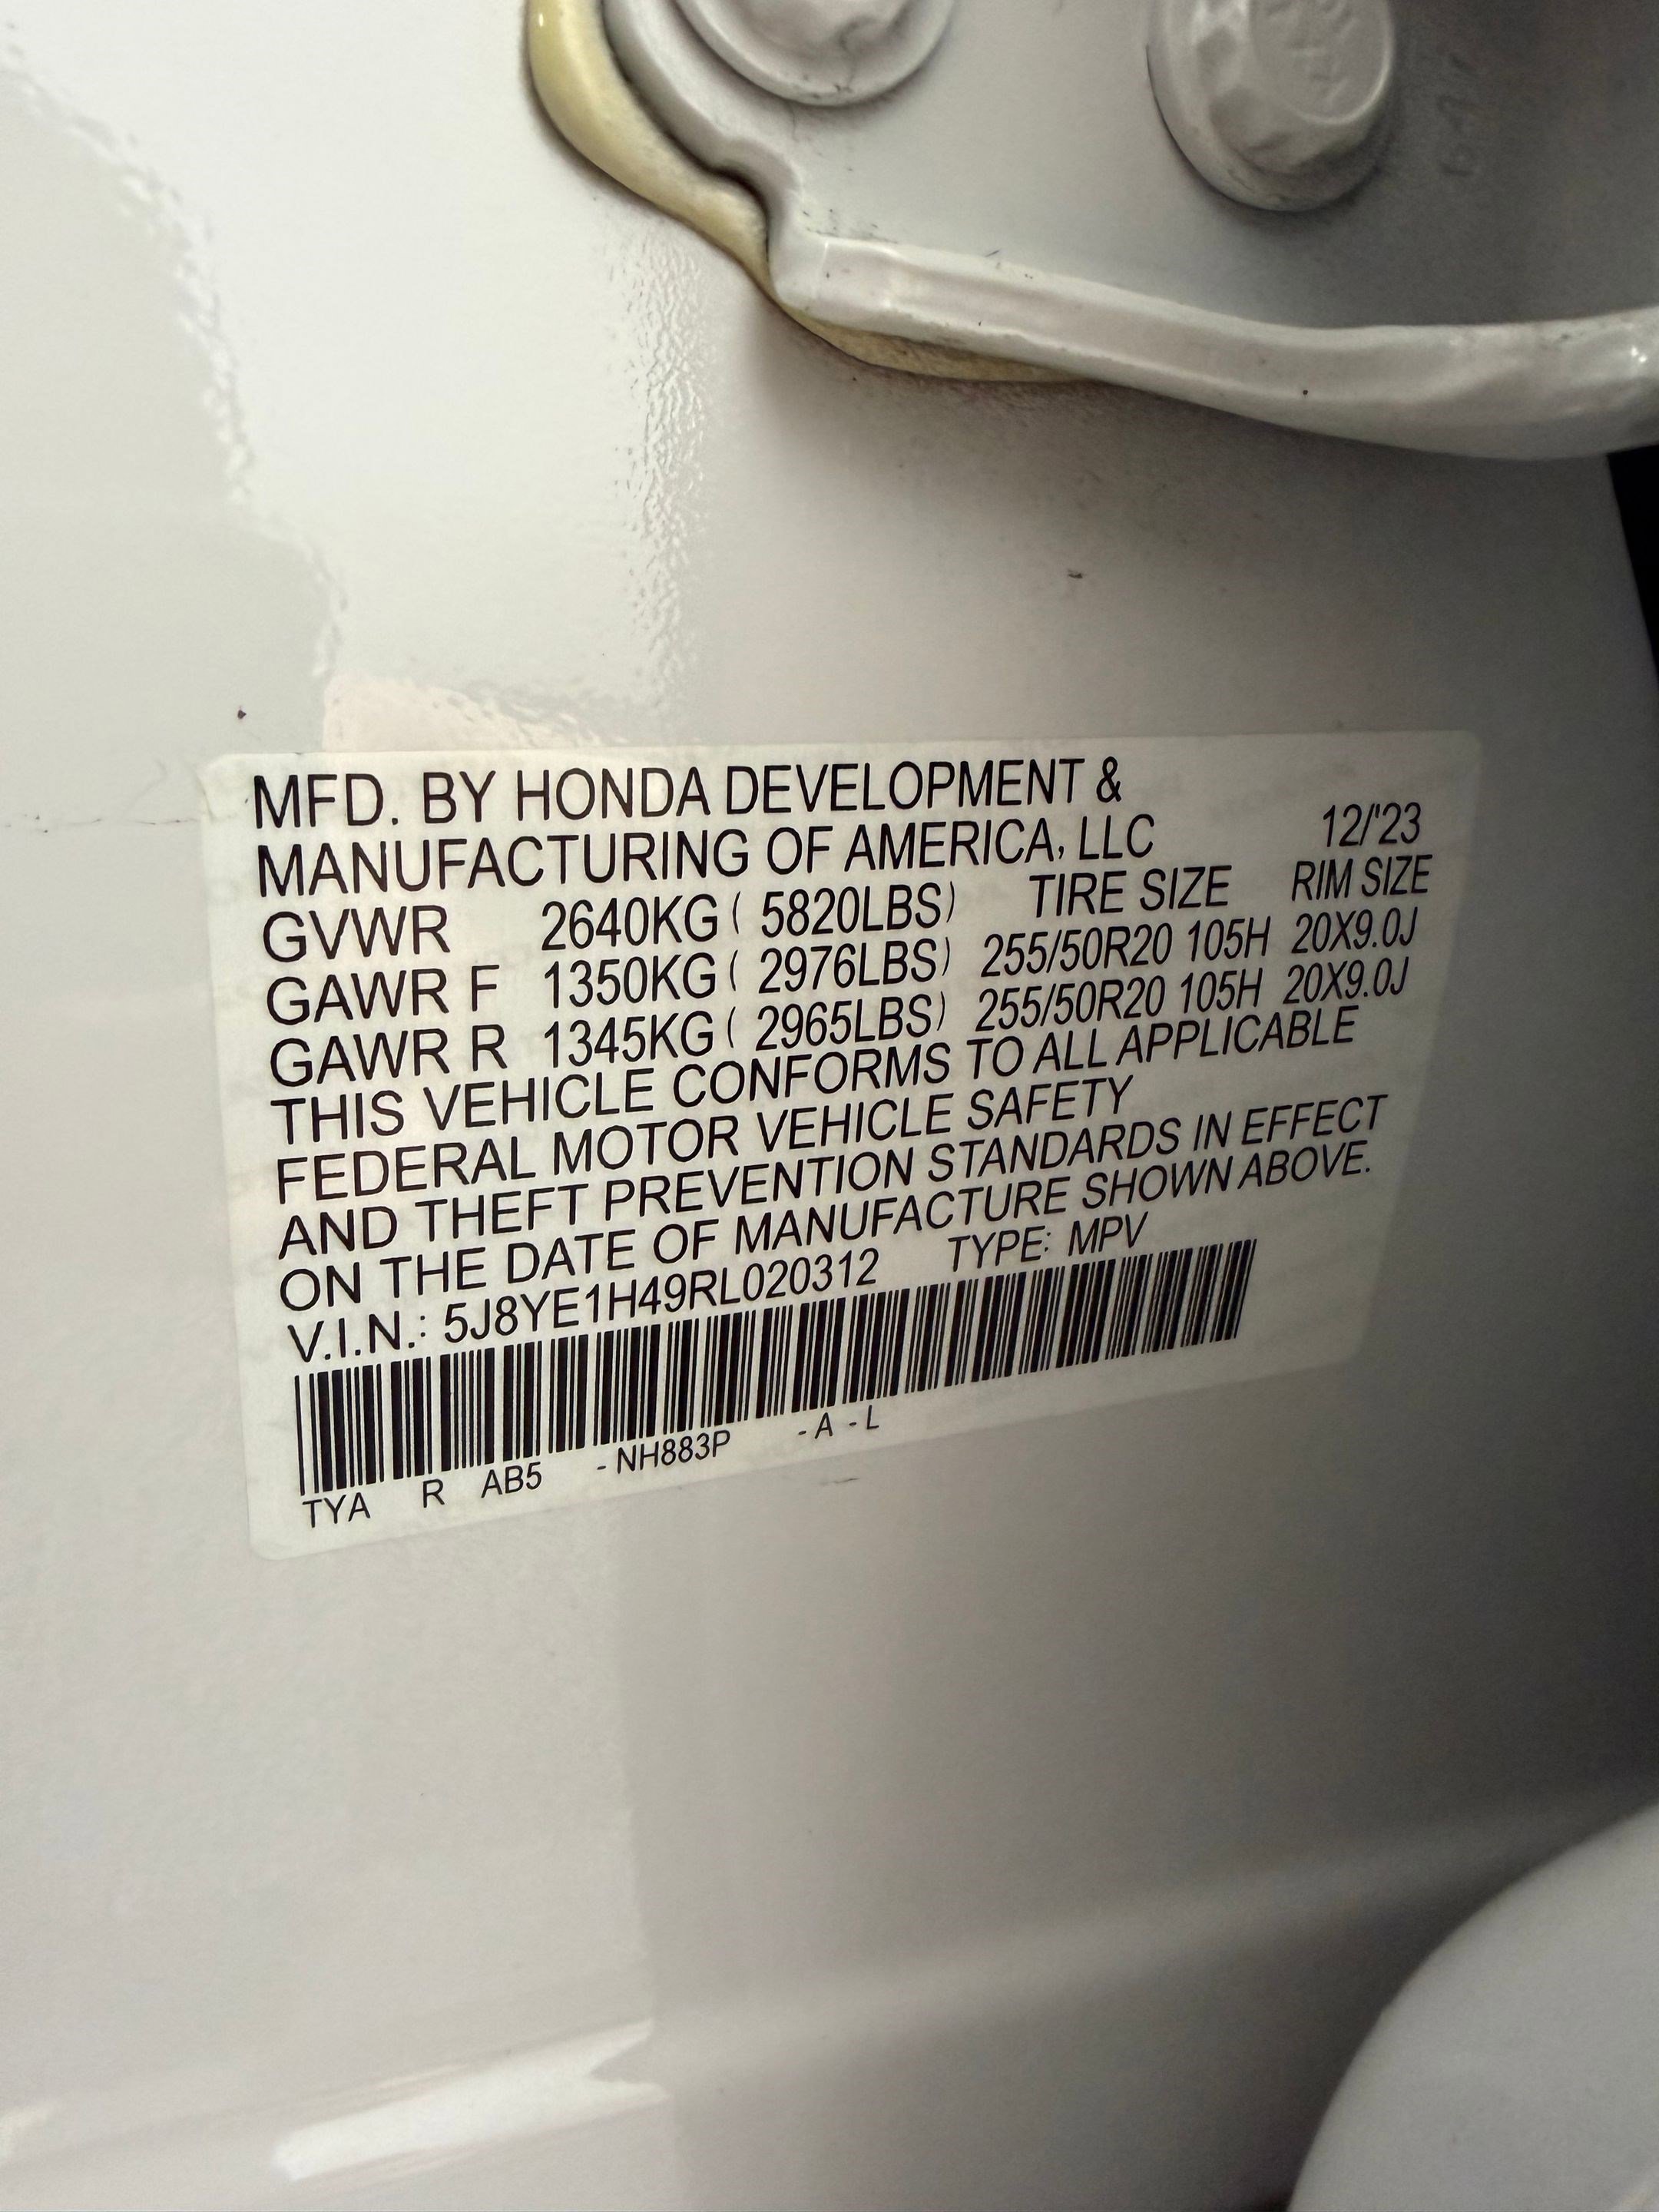 MFD. BY HONDA DEVELOPMENT &
MANUFACTURING OF AMERICA, LLC 12/'23
GVWR 2640KG ( 5820LBS) TIRE SIZE RIM SIZE
GAWR F 1350KG ( 2976LBS) 255/50R20 105H 20X9.0J
GAWR R 1345KG ( 2965LBS) 255/50R20 105H 20X9.0J
THIS VEHICLE CONFORMS TO ALL APPLICABLE
FEDERAL MOTOR VEHICLE SAFETY
AND THEFT PREVENTION STANDARDS IN EFFECT
ON THE DATE OF MANUFACTURE SHOWN ABOVE.
V.I.N.: 5J8YE1H49RL020312 TYPE: MPV
TYA R AB5 - NH883P - A - L